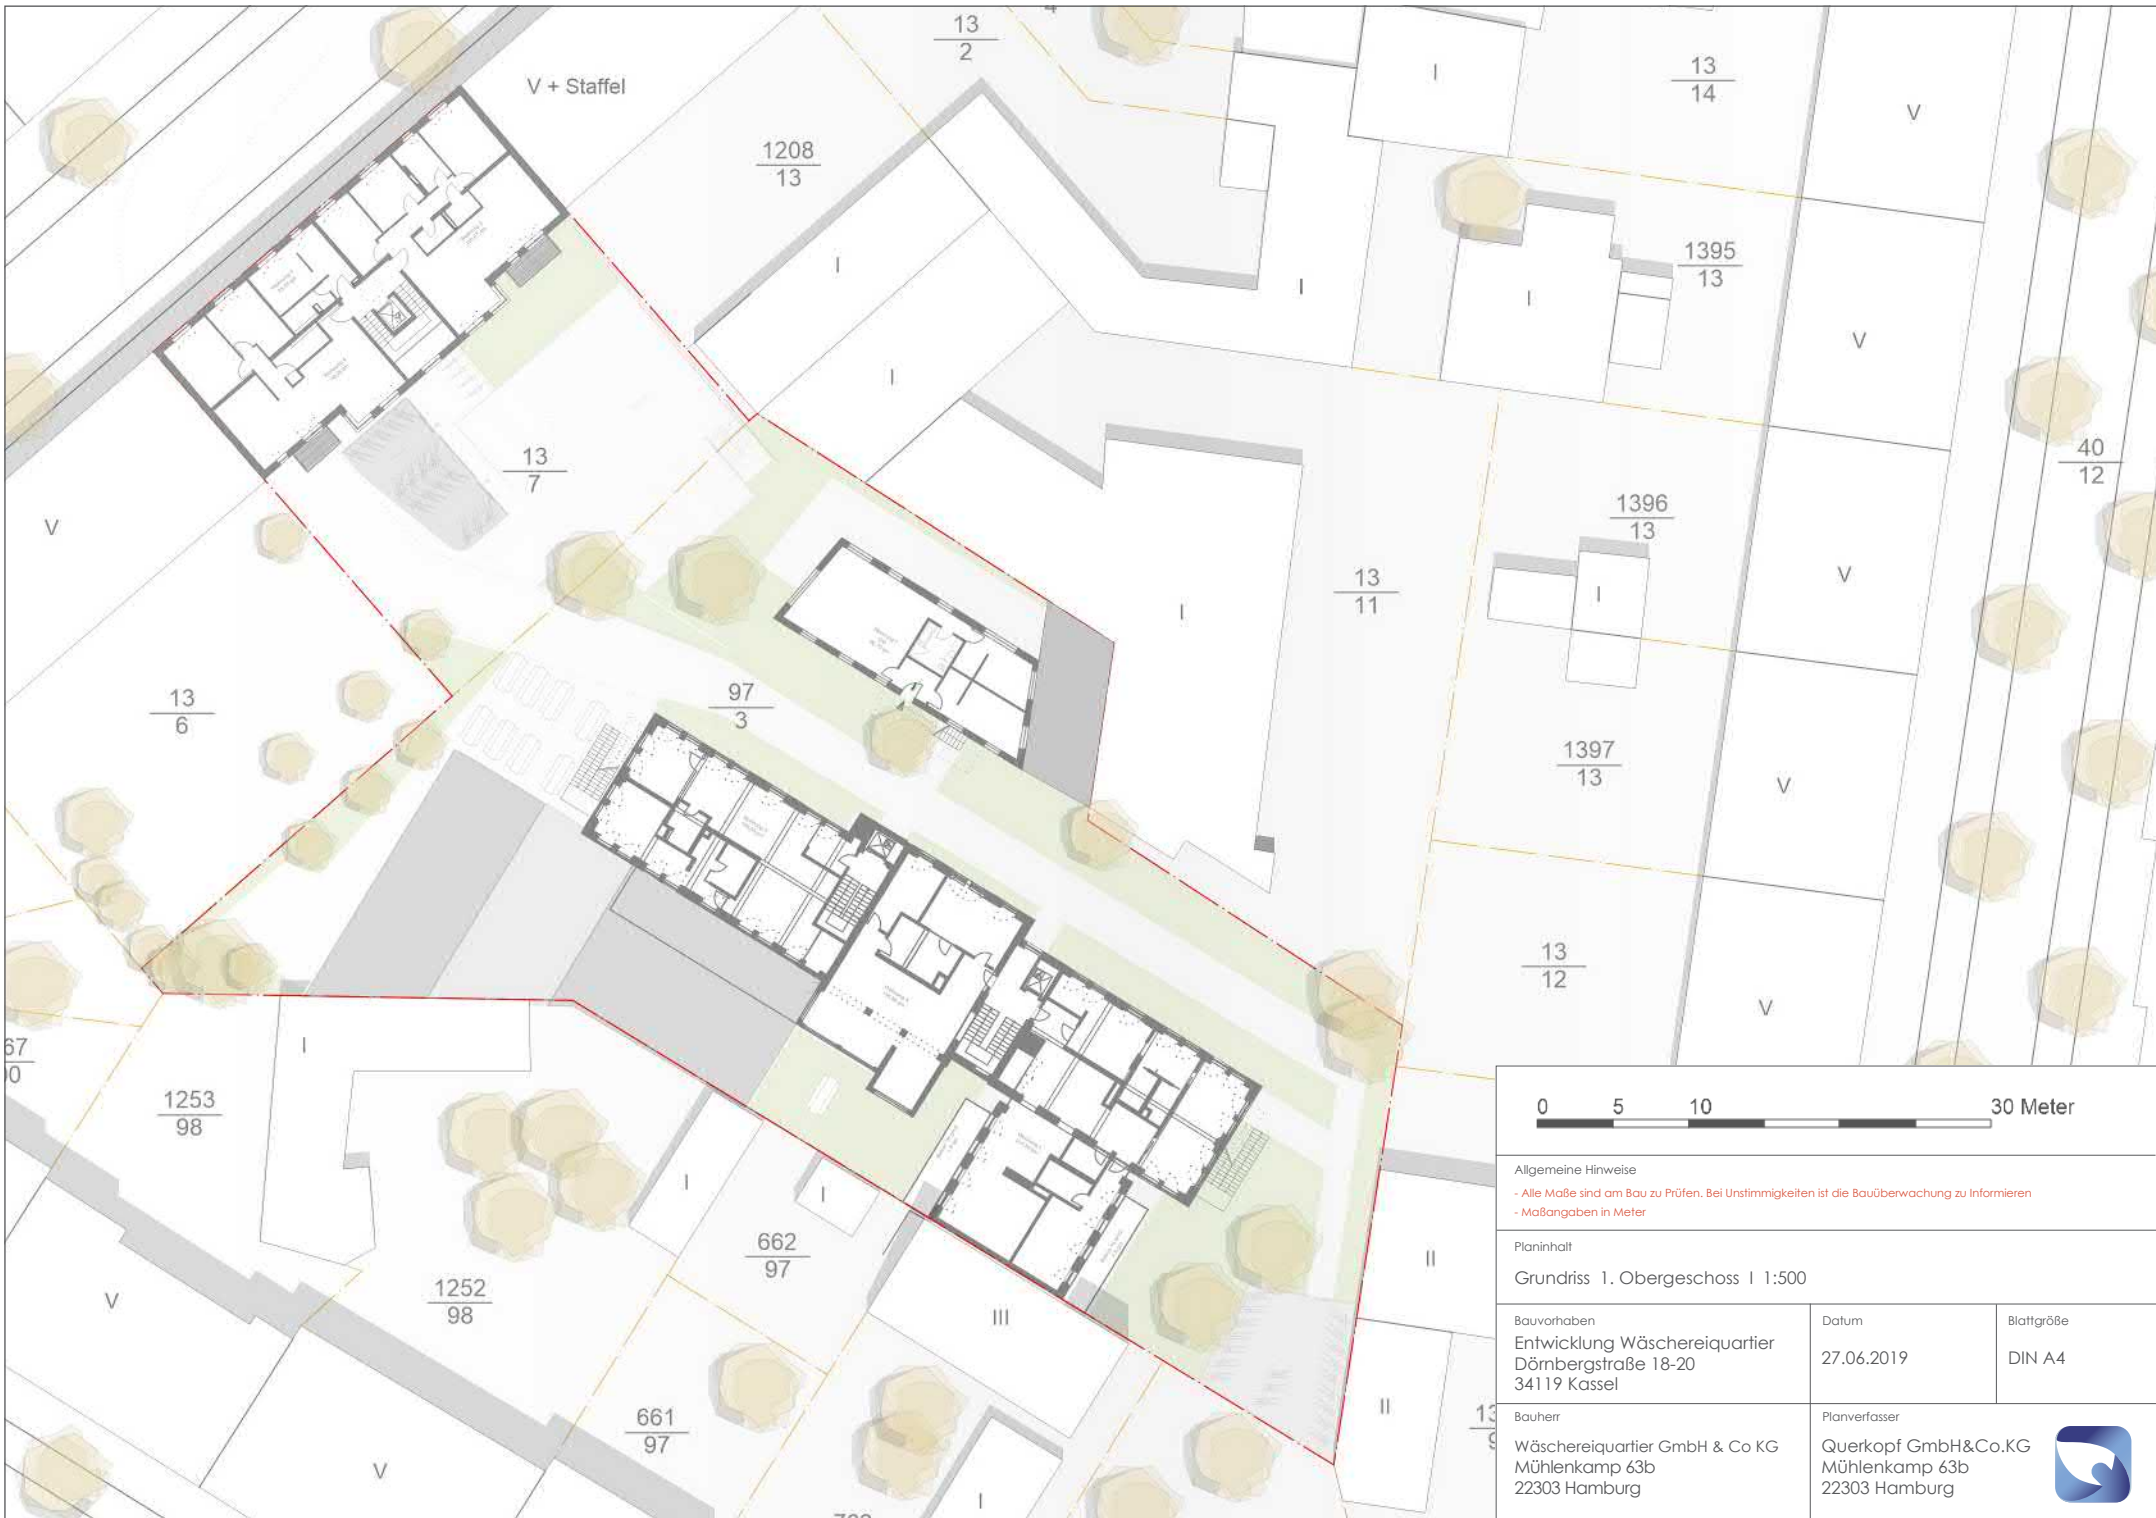 13
2
V + Staffel
I
13
14
V
1208
13
I
1395
13
I
I
I
V
V
13
7
40
12
1396
13
I
V
13
11
I
13
6
97
3
1397
13
V
13
12
V
I
1253
98
I
I
662
97
1252
98
V
III
II
II
661
97
V
I
0 5 10 30 Meter
Allgemeine Hinweise
- Alle Maße sind am Bau zu Prüfen. Bei Unstimmigkeiten ist die Bauüberwachung zu Informieren
- Maßangaben in Meter
Planinhalt
Grundriss 1. Obergeschoss I 1:500
Bauvorhaben
Entwicklung Wäschereiquartier
Dörnbergstraße 18-20
34119 Kassel
Datum
27.06.2019
Blattgröße
DIN A4
Bauherr
Wäschereiquartier GmbH & Co KG
Mühlenkamp 63b
22303 Hamburg
Planverfasser
Querkopf GmbH&Co.KG
Mühlenkamp 63b
22303 Hamburg